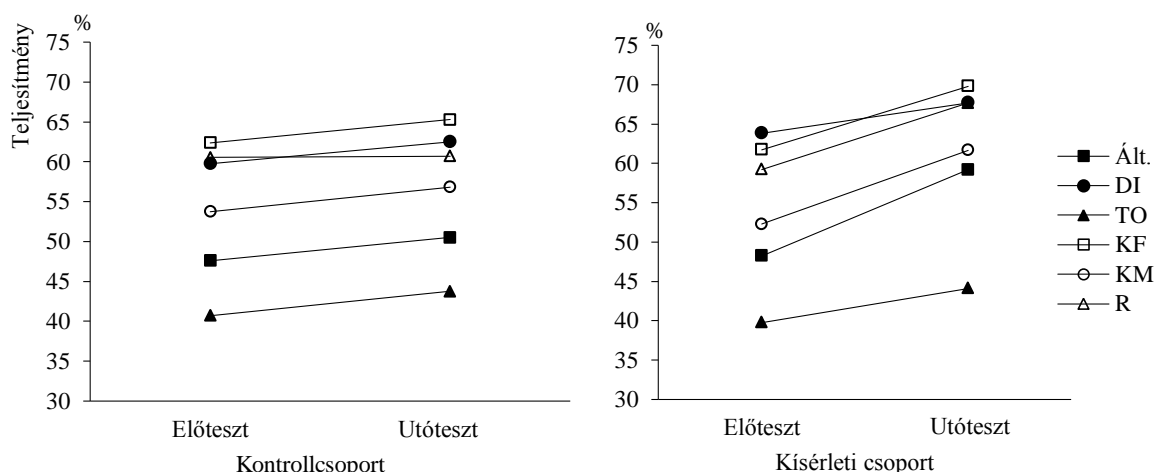 %
Teljesítmény
75
70
65
60
55
50
45
40
35
30
Előteszt Utóteszt
Kontrollcsoport
%
75
70
65
60
55
50
45
40
35
30
Előteszt Utóteszt
Kísérleti csoport
Ált.
DI
TO
KF
KM
R